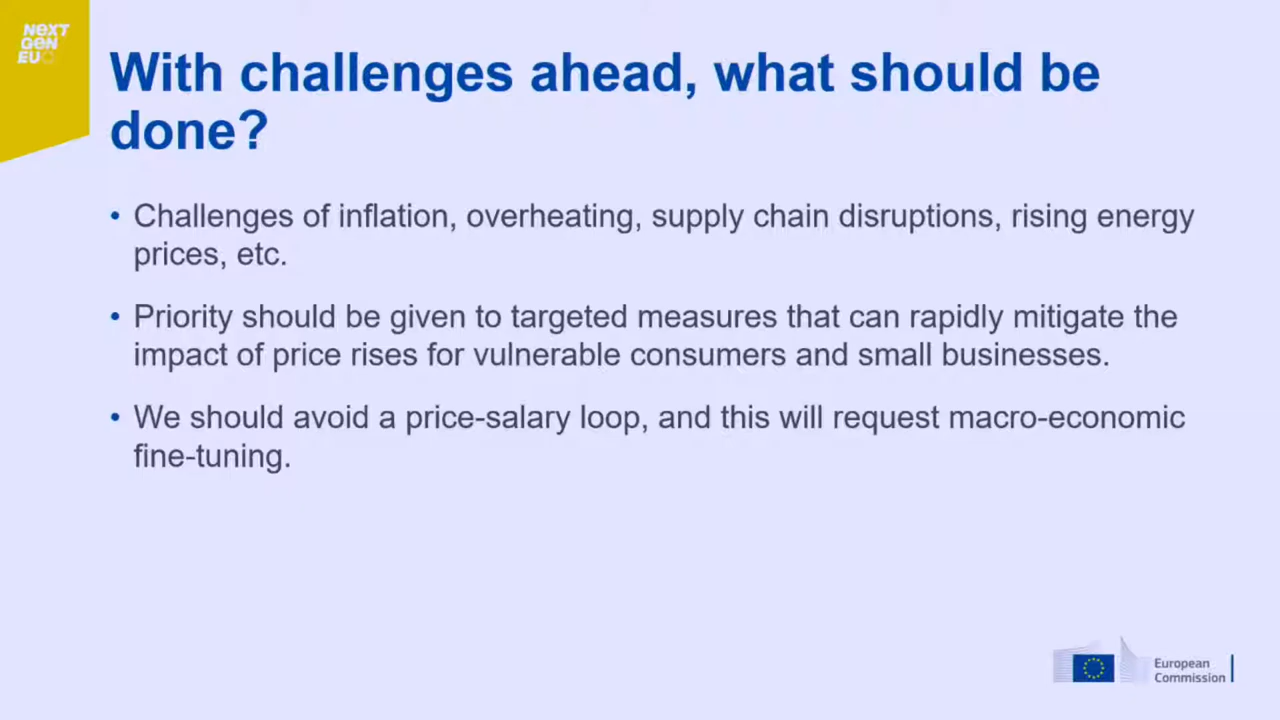 NEXT
GEN
EU
With challenges ahead, what should be
done?
• Challenges of inflation, overheating, supply chain disruptions, rising energy
prices, etc.
• Priority should be given to targeted measures that can rapidly mitigate the
impact of price rises for vulnerable consumers and small businesses.
• We should avoid a price-salary loop, and this will request macro-economic
fine-tuning.
European
Commission